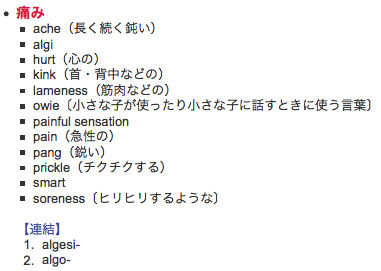 痛み
ache（長く続く鈍い）
algi
hurt（心の）
kink（首・背中などの）
lameness（筋肉などの）
owie〔小さな子が使ったり小さな子に話すときに使う言葉〕
painful sensation
pain（急性の）
pang（鋭い）
prickle（チクチクする）
smart
soreness〔ヒリヒリするような〕
【連結】
1. algesi-
2. algo-